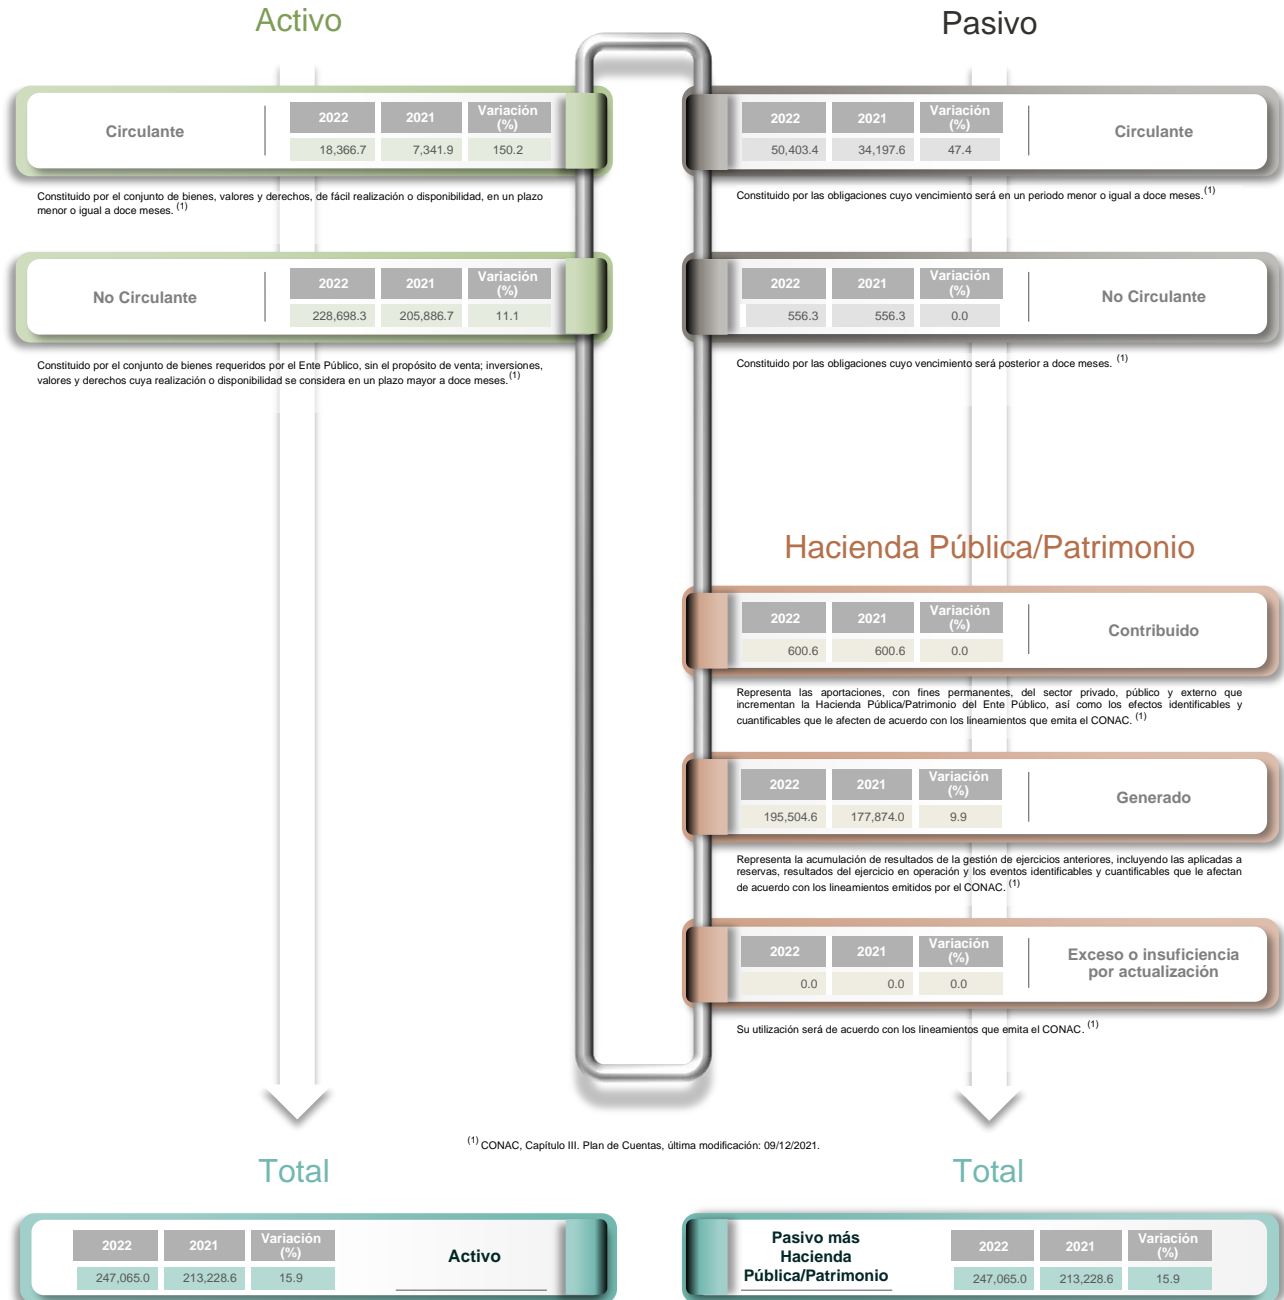 Activo
Circulante
2022 2021 Variación (%)
18,366.7 7,341.9 150.2
Constituido por el conjunto de bienes, valores y derechos, de fácil realización o disponibilidad, en un plazo
menor o igual a doce meses. (1)
No Circulante
2022 2021 Variación (%)
228,698.3 205,886.7 11.1
Constituido por el conjunto de bienes requeridos por el Ente Público, sin el propósito de venta; inversiones,
valores y derechos cuya realización o disponibilidad se considera en un plazo mayor a doce meses. (1)
Pasivo
2022 2021 Variación (%)
50,403.4 34,197.6 47.4
Circulante
Constituido por las obligaciones cuyo vencimiento será en un periodo menor o igual a doce meses. (1)
2022 2021 Variación (%)
556.3 556.3 0.0
No Circulante
Constituido por las obligaciones cuyo vencimiento será posterior a doce meses. (1)
Hacienda Pública/Patrimonio
2022 2021 Variación (%)
600.6 600.6 0.0
Contribuido
Representa las aportaciones, con fines permanentes, del sector privado, público y externo que
incrementan la Hacienda Pública/Patrimonio del Ente Público, así como los efectos identificables y
cuantificables que le afecten de acuerdo con los lineamientos que emita el CONAC. (1)
2022 2021 Variación (%)
195,504.6 177,874.0 9.9
Generado
Representa la acumulación de resultados de la gestión de ejercicios anteriores, incluyendo las aplicadas a
reservas, resultados del ejercicio en operación y los eventos identificables y cuantificables que le afectan
de acuerdo con los lineamientos emitidos por el CONAC. (1)
2022 2021 Variación (%)
0.0 0.0 0.0
Exceso o insuficiencia
por actualización
Su utilización será de acuerdo con los lineamientos que emita el CONAC. (1)
(1) CONAC, Capítulo III. Plan de Cuentas, última modificación: 09/12/2021.
Total
2022 2021 Variación (%)
247,065.0 213,228.6 15.9
Activo
Total
Pasivo más
Hacienda
Pública/Patrimonio
2022 2021 Variación (%)
247,065.0 213,228.6 15.9